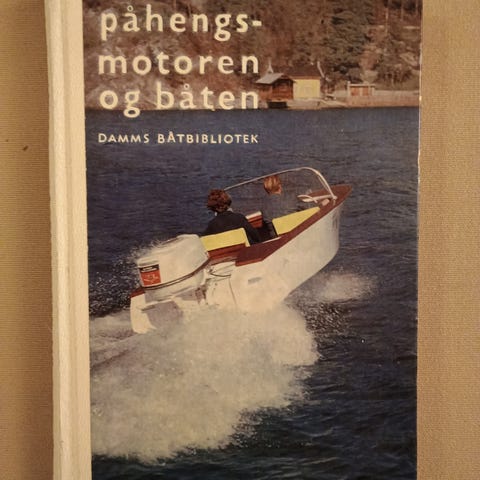 påhengs-
motoren
og båten
DAMMS BÅTBIBLIOTEK